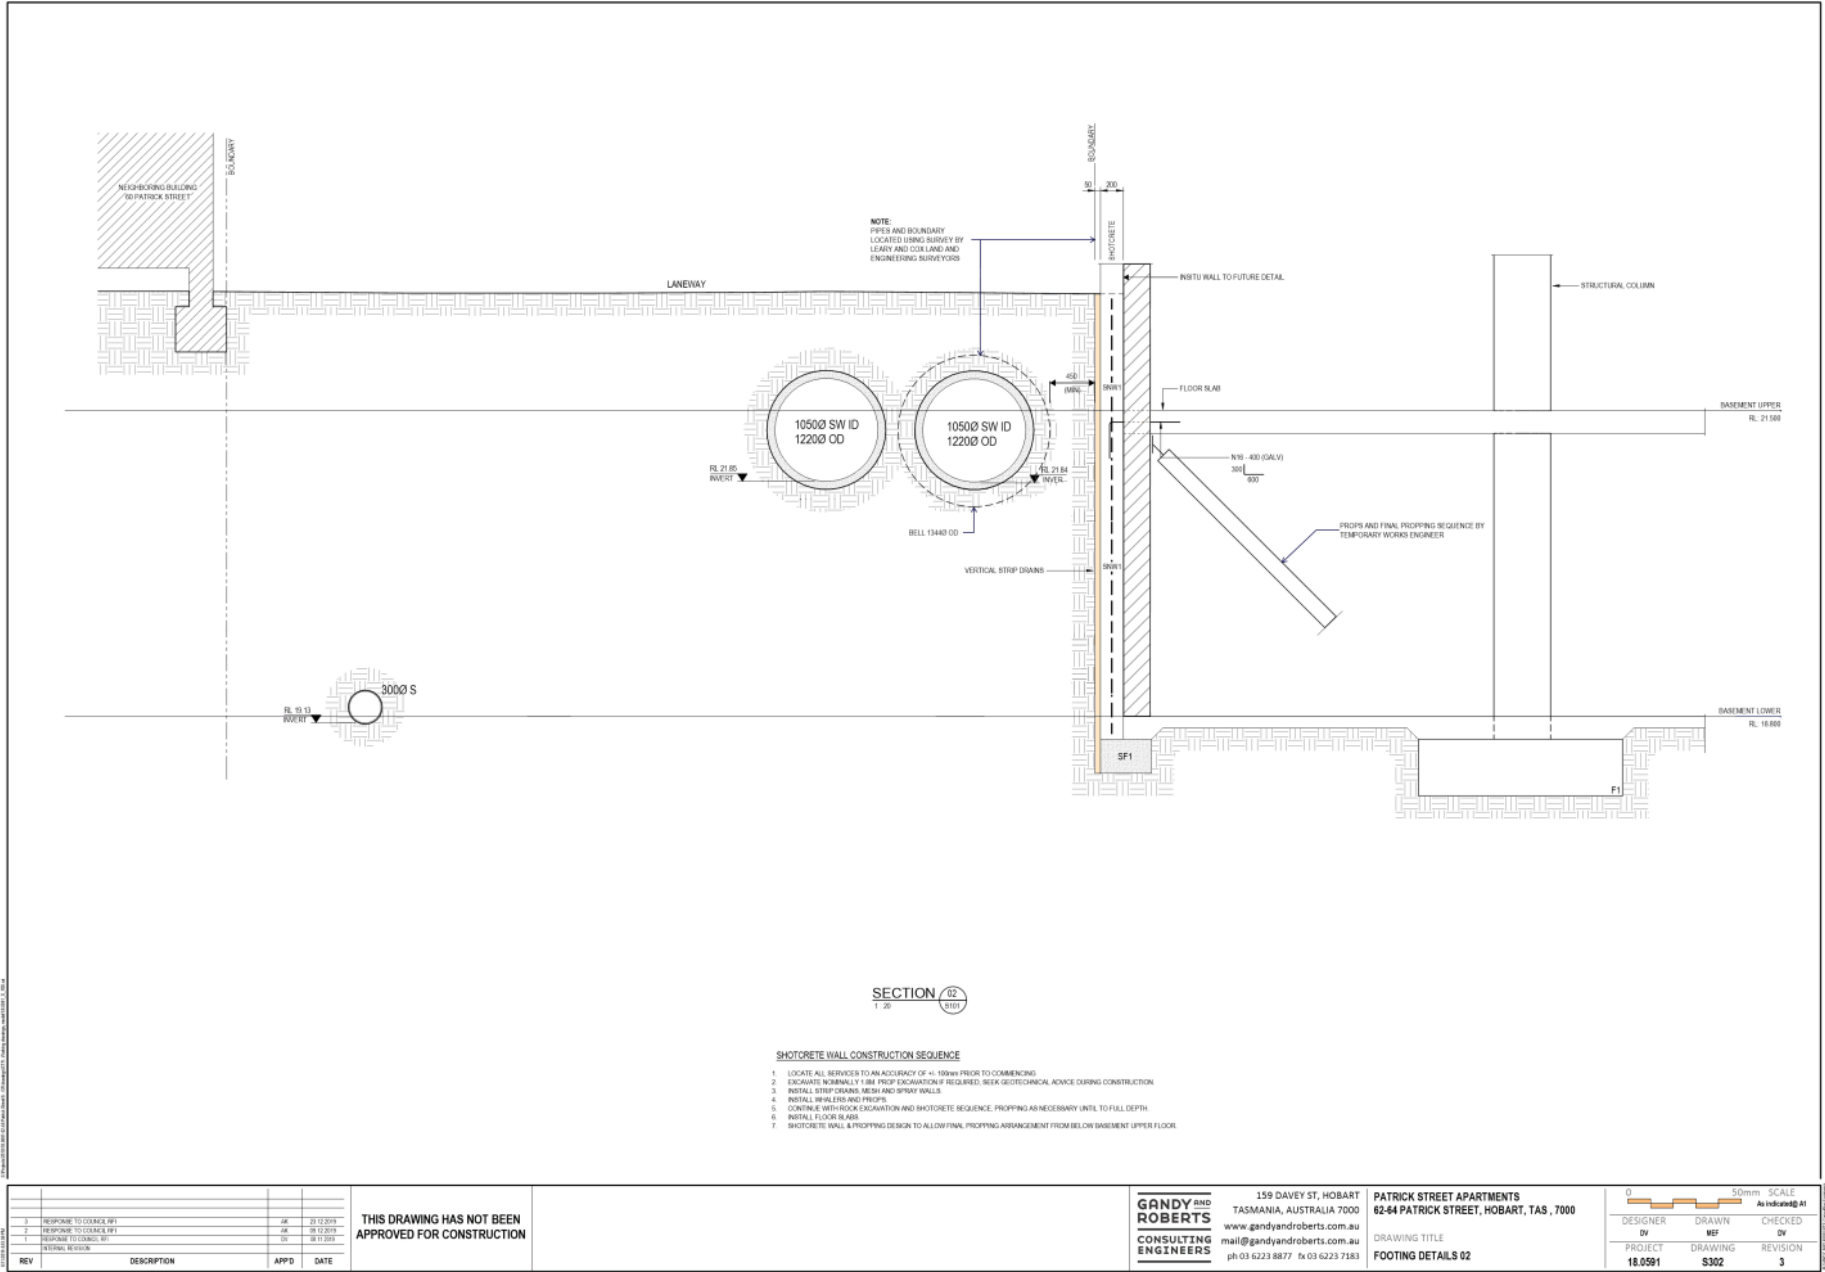 BOUNDARY
NEIGHBORING BUILDING
60 PATRICK STREET
BOUNDARY
50
200
SHOTCRETE
NOTE:
PIPES AND BOUNDARY
LOCATED USING SURVEY BY
LEARY AND COX LAND AND
ENGINEERING SURVEYORS
LANEWAY
INSITU WALL TO FUTURE DETAIL
STRUCTURAL COLUMN
450
(MIN)
SNW1
FLOOR SLAB
BASEMENT UPPER
RL: 21.500
1050Ø SW ID
1220Ø OD
1050Ø SW ID
1220Ø OD
RL 21.85
INVERT
RL 21.84
INVER
N16 - 400 (GALV)
300
600
BELL 1344Ø OD
PROPS AND FINAL PROPPING SEQUENCE BY
TEMPORARY WORKS ENGINEER
VERTICAL STRIP DRAINS
SNW1
300Ø S
RL 19.13
INVERT
BASEMENT LOWER
RL: 18.800
SF1
F1
SECTION
02
1 : 20
S101
SHOTCRETE WALL CONSTRUCTION SEQUENCE
1. LOCATE ALL SERVICES TO AN ACCURACY OF +/- 100mm PRIOR TO COMMENCING
2. EXCAVATE NOMINALLY 1.8M. PROP EXCAVATION IF REQUIRED, SEEK GEOTECHNICAL ADVICE DURING CONSTRUCTION.
3. INSTALL STRIP DRAINS, MESH AND SPRAY WALLS.
4. INSTALL WHALERS AND PROPS.
5. CONTINUE WITH ROCK EXCAVATION AND SHOTCRETE SEQUENCE, PROPPING AS NECESSARY UNTIL TO FULL DEPTH.
6. INSTALL FLOOR SLABS.
7. SHOTCRETE WALL & PROPPING DESIGN TO ALLOW FINAL PROPPING ARRANGEMENT FROM BELOW BASEMENT UPPER FLOOR.
3 RESPONSE TO COUNCIL RFI AK 23.12.2019
2 RESPONSE TO COUNCIL RFI AK 09.12.2019
1 RESPONSE TO COUNCIL RFI DV 08.11.2019
INTERNAL REVISION
REV DESCRIPTION APP'D DATE
THIS DRAWING HAS NOT BEEN
APPROVED FOR CONSTRUCTION
GANDY AND
ROBERTS
CONSULTING
ENGINEERS
159 DAVEY ST, HOBART
TASMANIA, AUSTRALIA 7000
www.gandyandroberts.com.au
mail@gandyandroberts.com.au
ph 03 6223 8877 fx 03 6223 7183
PATRICK STREET APARTMENTS
62-64 PATRICK STREET, HOBART, TAS , 7000
DRAWING TITLE
FOOTING DETAILS 02
0 50mm SCALE
As indicated@ A1
DESIGNER DRAWN CHECKED
DV MEF DV
PROJECT DRAWING REVISION
18.0591 S302 3